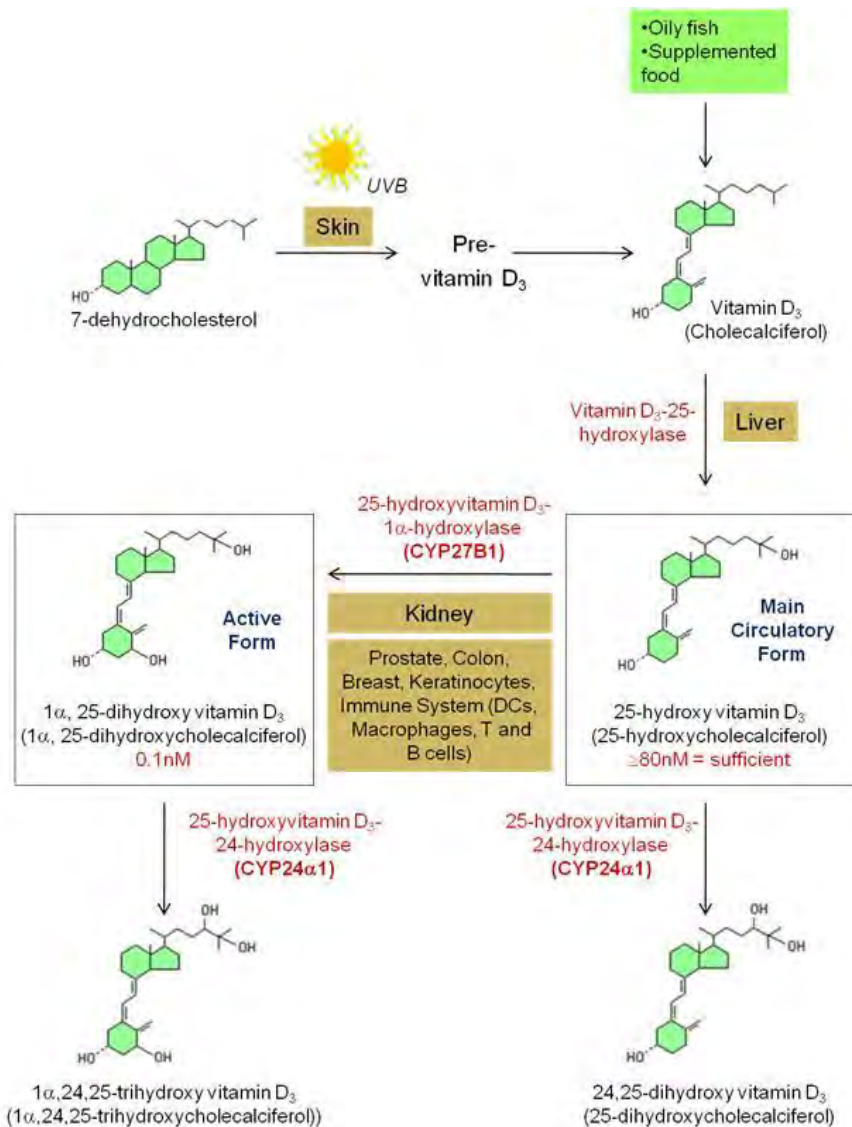 •Oily fish
•Supplemented
food
UVB
Skin
Pre-
vitamin D₃
HO
7-dehydrocholesterol
HO
Vitamin D₃
(Cholecalciferol)
Vitamin D₃-25-
hydroxylase
Liver
25-hydroxyvitamin D₃-
1α-hydroxylase
(CYP27B1)
OH
Active
Form
HO
OH
1α, 25-dihydroxy vitamin D₃
(1α, 25-dihydroxycholecalciferol)
0.1nM
Kidney
Prostate, Colon,
Breast, Keratinocytes,
Immune System (DCs,
Macrophages, T and
B cells)
OH
Main
Circulatory
Form
HO
25-hydroxy vitamin D₃
(25-hydroxycholecalciferol)
≥80nM = sufficient
25-hydroxyvitamin D₃-
24-hydroxylase
(CYP24α1)
25-hydroxyvitamin D₃-
24-hydroxylase
(CYP24α1)
OH
OH
HO
OH
1α,24,25-trihydroxy vitamin D₃
(1α,24,25-trihydroxycholecalciferol))
OH
OH
HO
24,25-dihydroxy vitamin D₃
(25-dihydroxycholecalciferol)